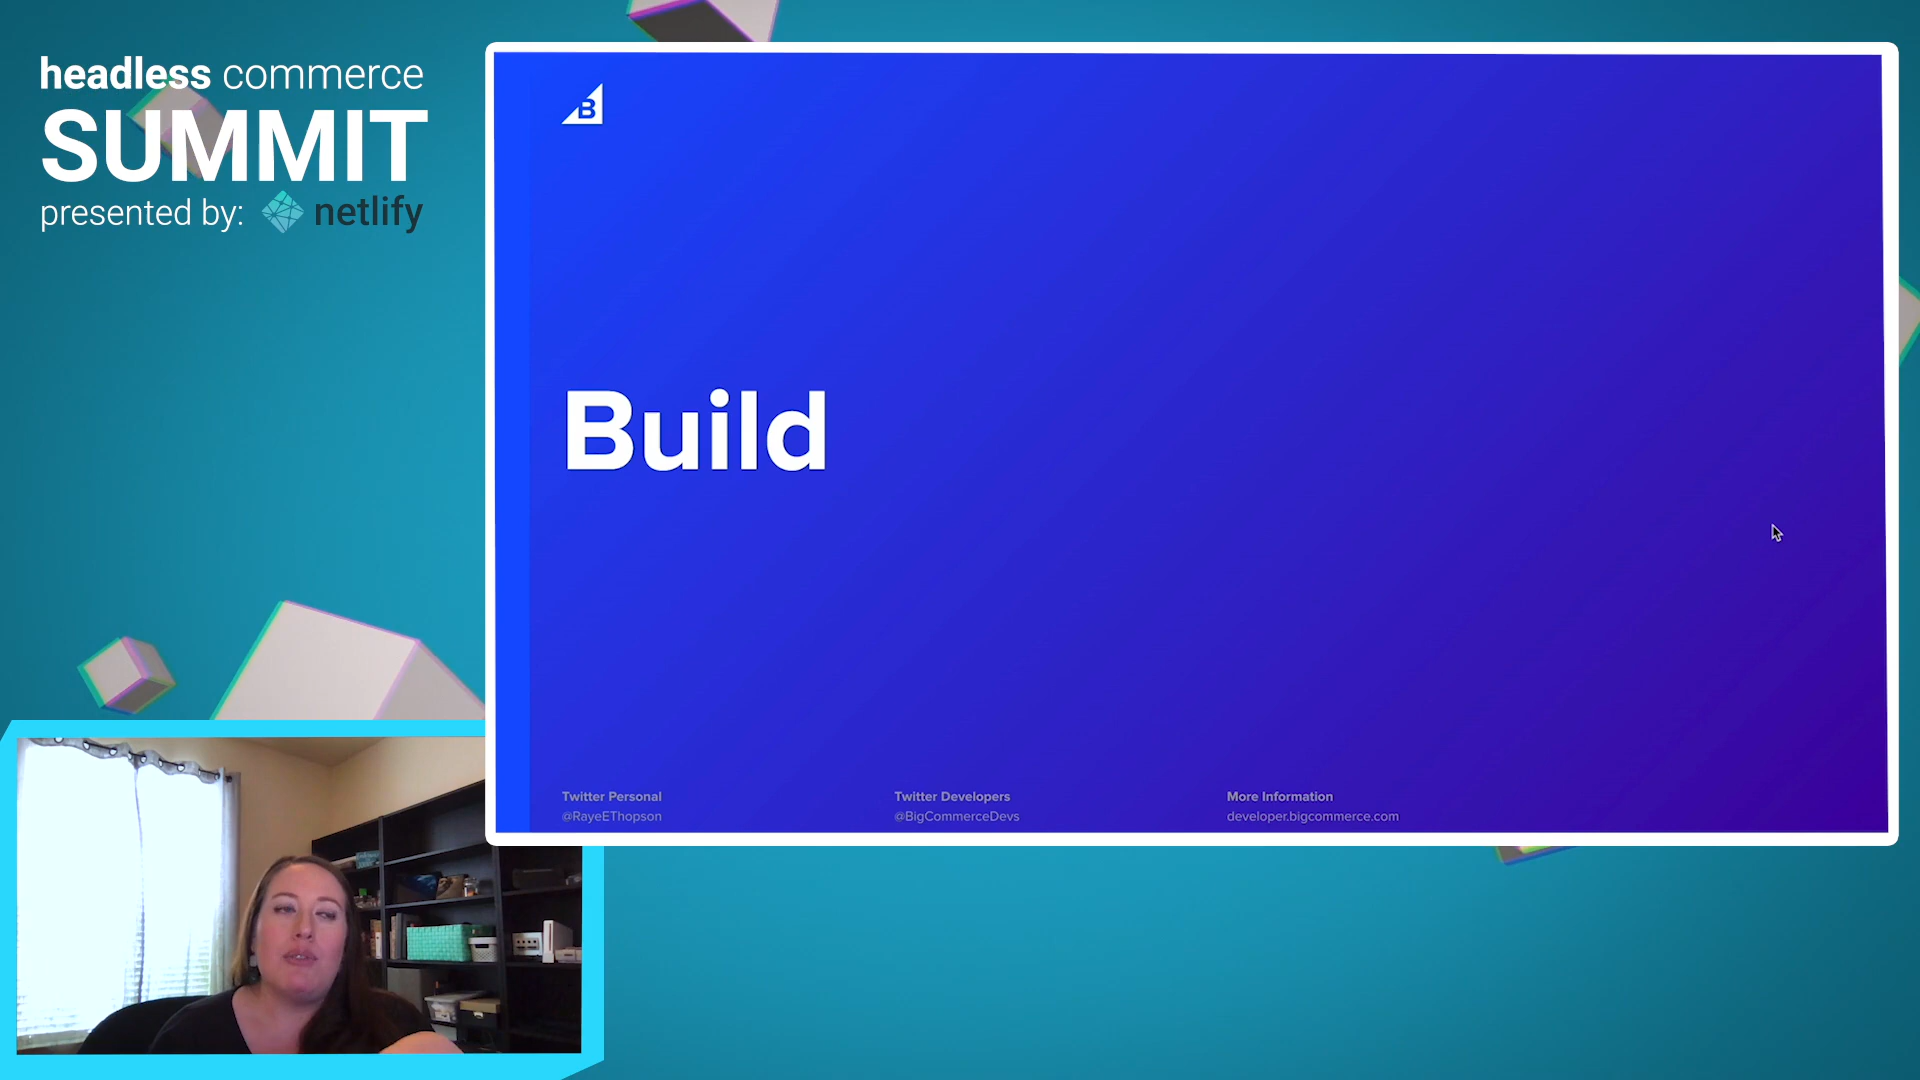 headless commerce
SUMMIT
presented by: netlify
B
Build
Twitter Personal
@RayeEThopson
Twitter Developers
@BigCommerceDevs
More Information
developer.bigcommerce.com